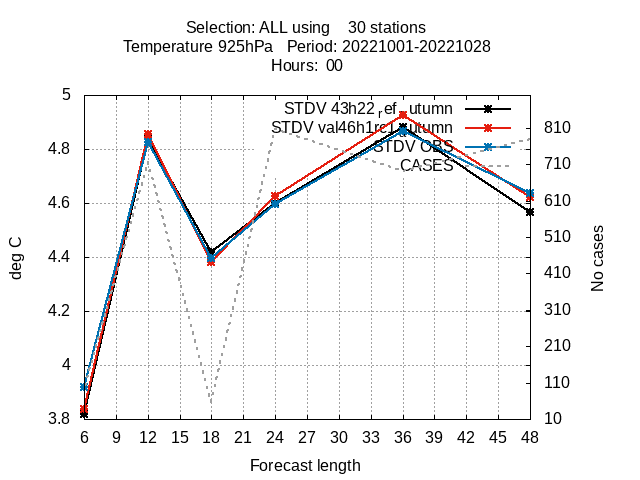 Selection: ALL using 30 stations
Temperature 925hPa Period: 20221001-20221028
Hours: 00
5
4.8
4.6
4.4
4.2
4
3.8
deg C
STDV 43h22
STDV
STDV OBS
CASES
810
710
610
510
410
310
210
110
10
No cases
6 9 12 15 18 21 24 27 30 33 36 39 42 45 48
Forecast length